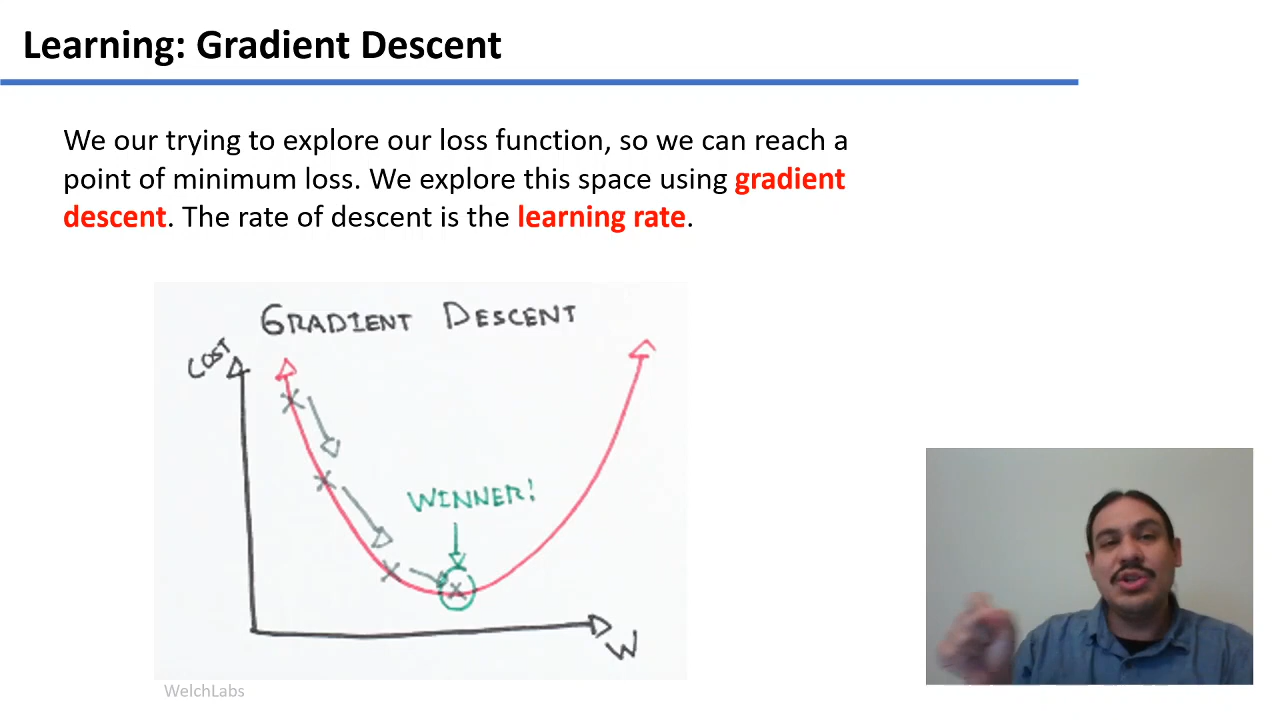 Learning: Gradient Descent
We our trying to explore our loss function, so we can reach a
point of minimum loss. We explore this space using gradient
descent. The rate of descent is the learning rate.
GRADIENT DESCENT
COST
WINNER!
W
WelchLabs